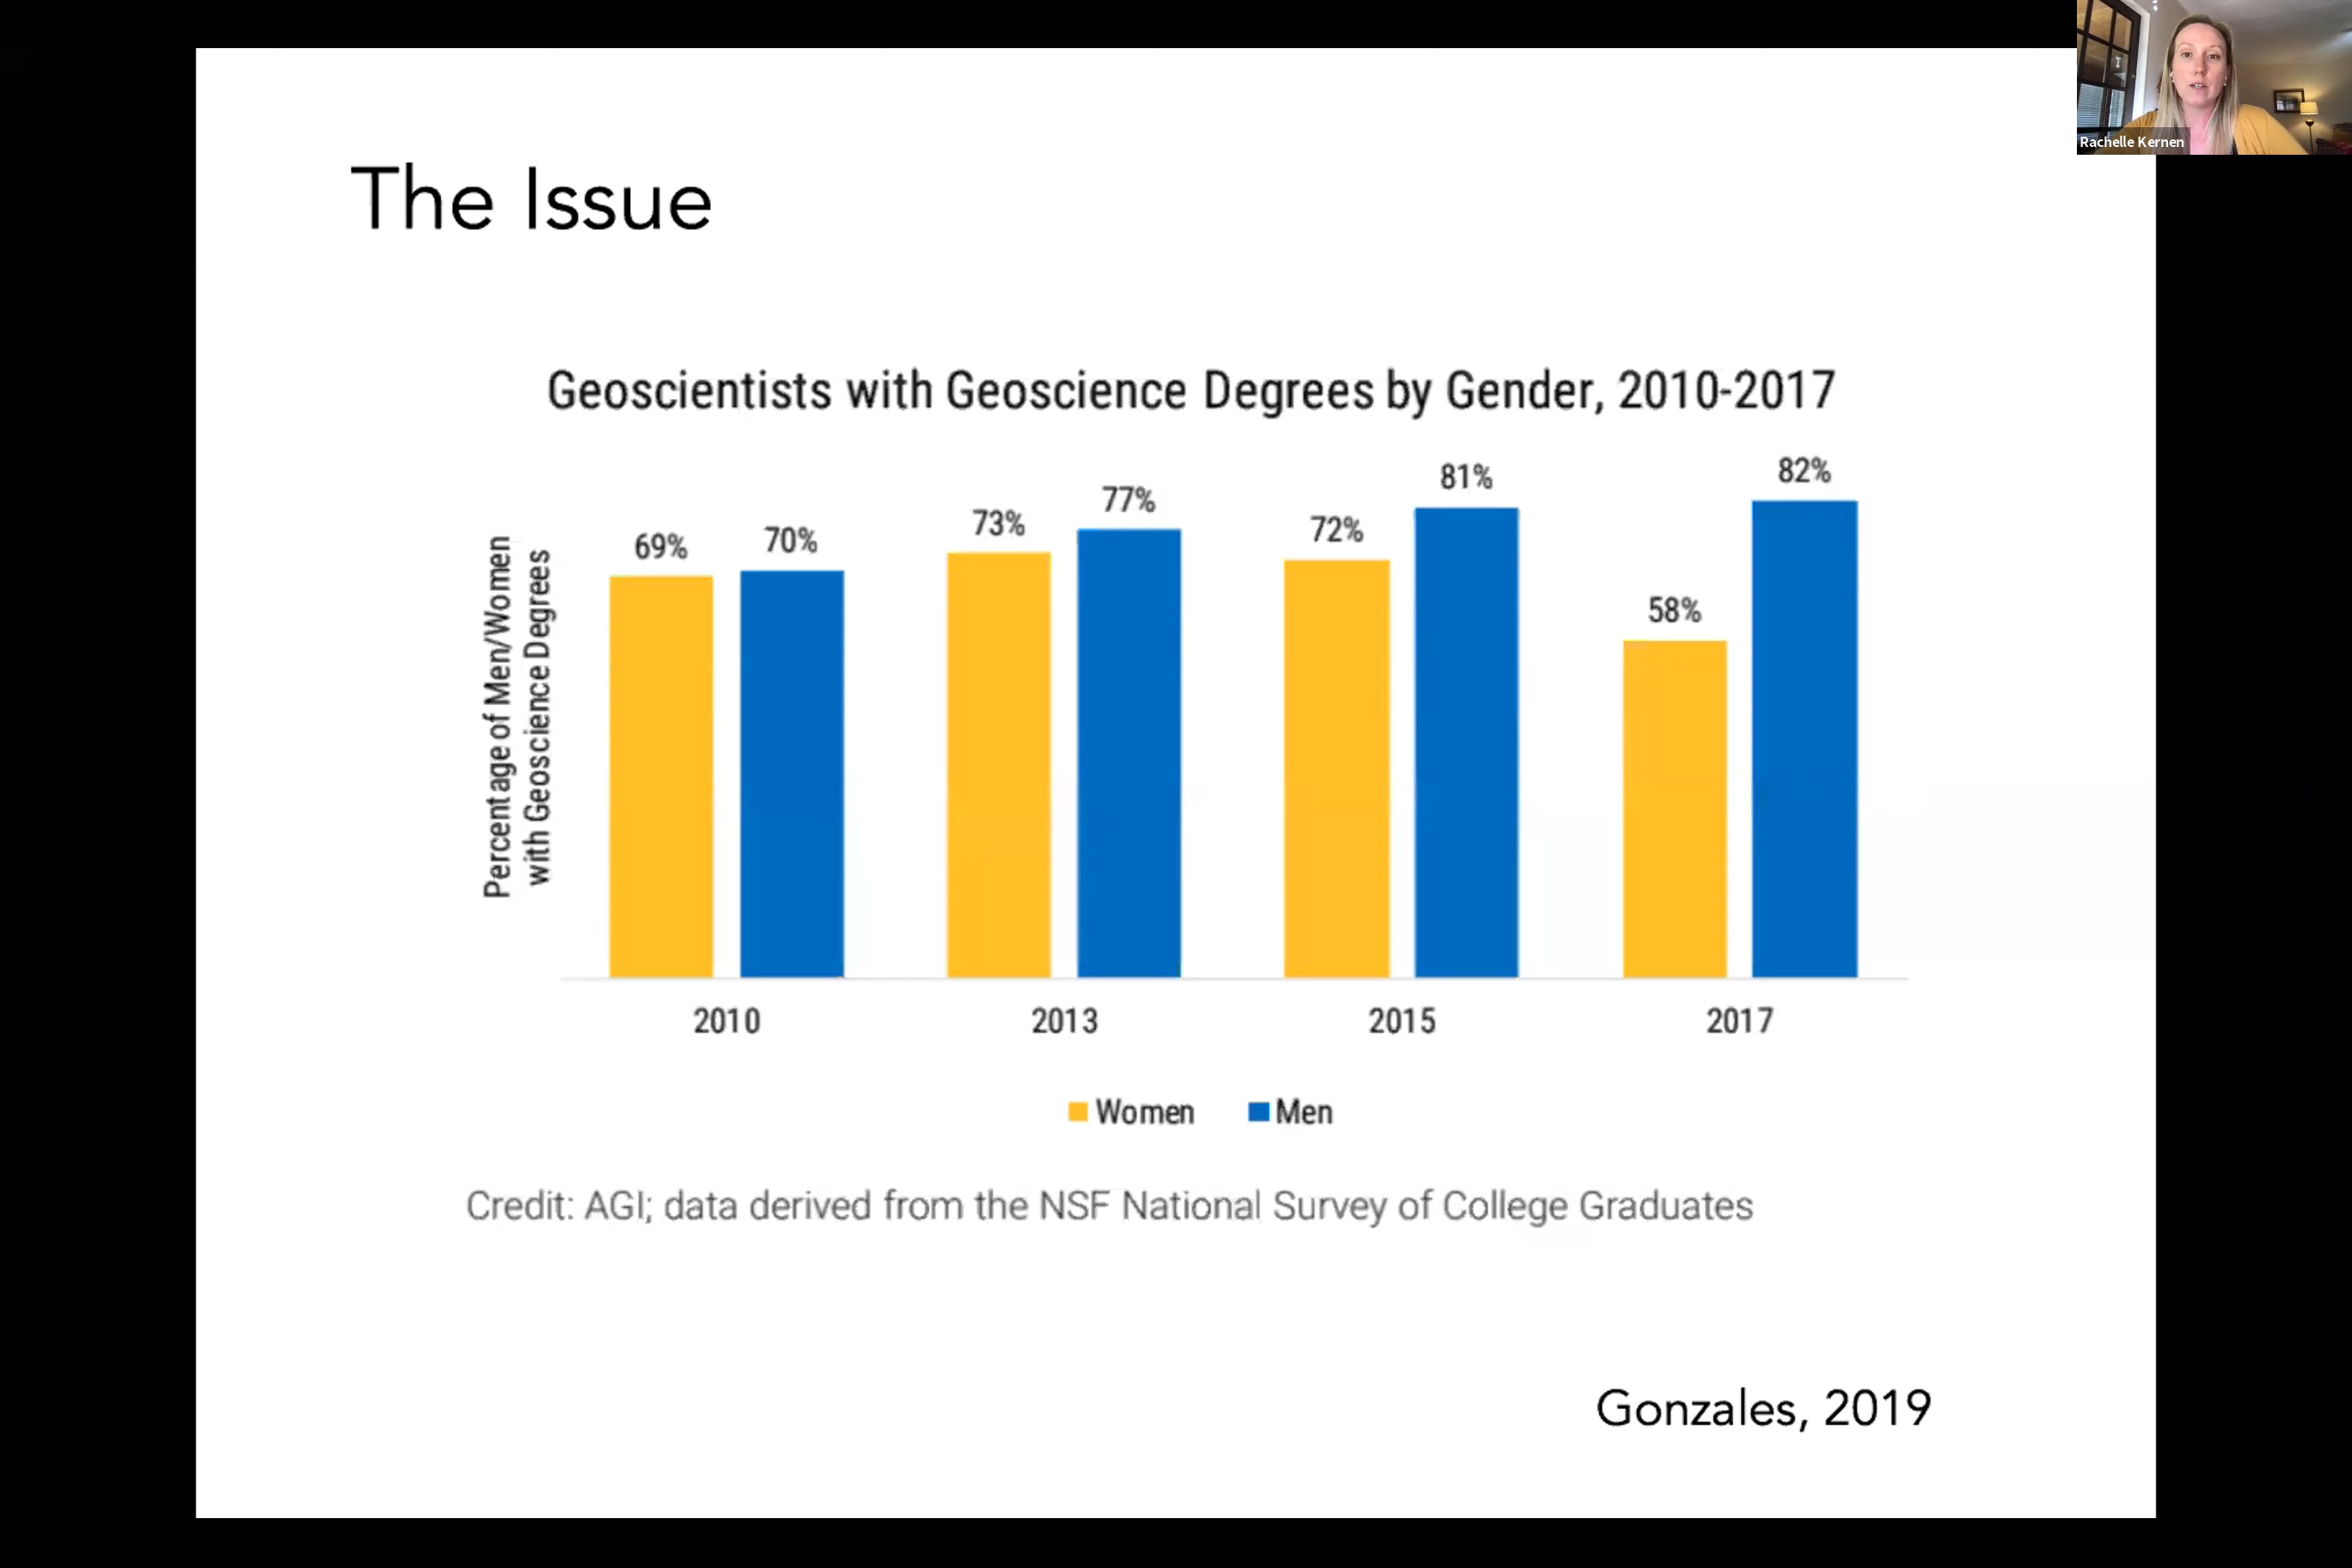 Rachelle Kernen
The Issue
Geoscientists with Geoscience Degrees by Gender, 2010-2017
Percentage of Men/Women
with Geoscience Degrees
69%
70%
73%
77%
72%
81%
58%
82%
2010
2013
2015
2017
Women
Men
Credit: AGI; data derived from the NSF National Survey of College Graduates
Gonzales, 2019